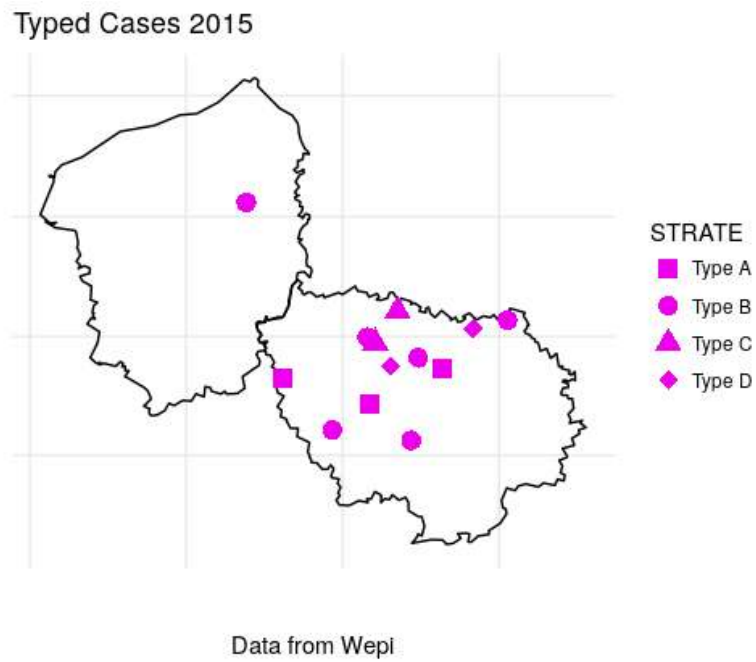 Typed Cases 2015
STRATE
Type A
Type B
Type C
Type D
Data from Wepi